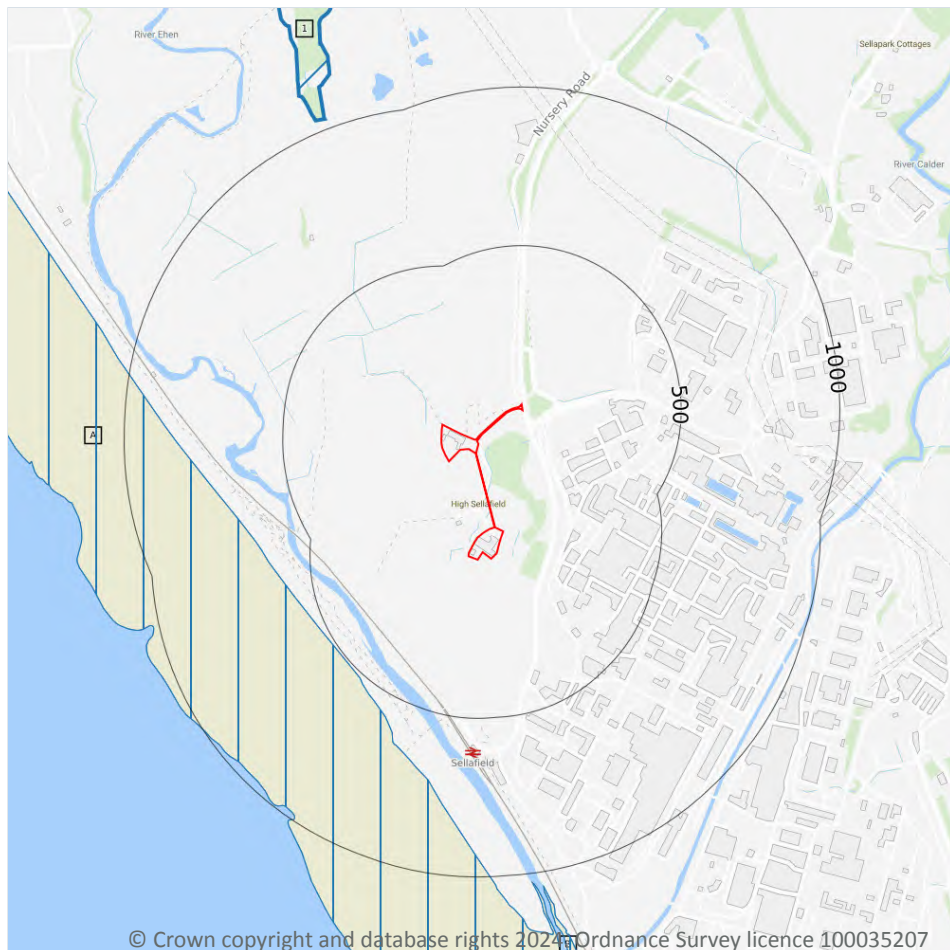 River Ehen
1
Sellapark Cottages
Nursery Road
River Calder
1000
500
A
High Sellafield
Sellafield
© Crown copyright and database rights 2024. Ordnance Survey licence 100035207